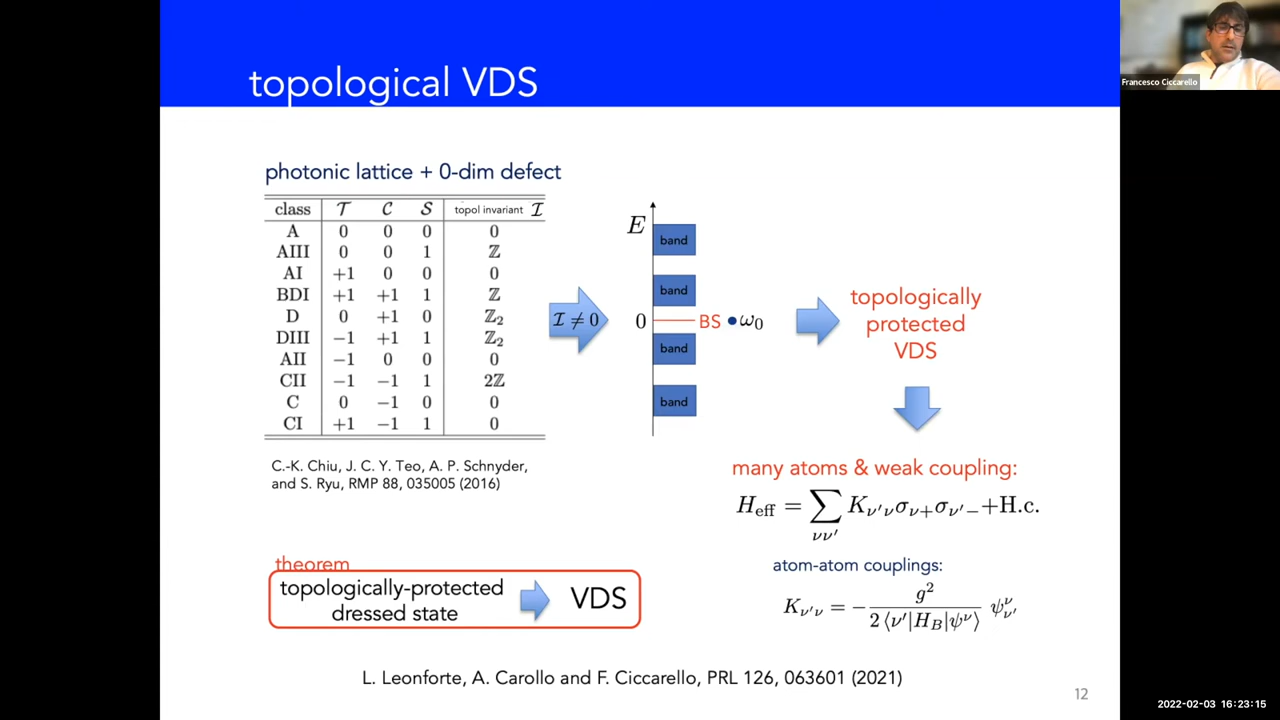 topological VDS
Francesco Ciccarello
photonic lattice + 0-dim defect
class 𝒯 𝒞 𝒮 topol invariant ℐ
A 0 0 0 0
AIII 0 0 1 ℤ
AI +1 0 0 0
BDI +1 +1 1 ℤ
D 0 +1 0 ℤ₂
DIII −1 +1 1 ℤ₂
AII −1 0 0 0
CII −1 −1 1 2ℤ
C 0 −1 0 0
CI +1 −1 1 0
C.-K. Chiu, J. C. Y. Teo, A. P. Schnyder,
and S. Ryu, RMP 88, 035005 (2016)
ℐ ≠ 0
E
band
band
0 BS •ω₀
band
band
topologically
protected
VDS
many atoms & weak coupling:
H_eff = ∑_{νν′} K_{ν′ν}σ_{ν+}σ_{ν′−}+H.c.
atom-atom couplings:
K_{ν′ν} = − g² / 2⟨ν′|H_B|ψ^ν⟩ ψ^ν_{ν′}
theorem
topologically-protected
dressed state
VDS
L. Leonforte, A. Carollo and F. Ciccarello, PRL 126, 063601 (2021)
12
2022-02-03 16:23:15